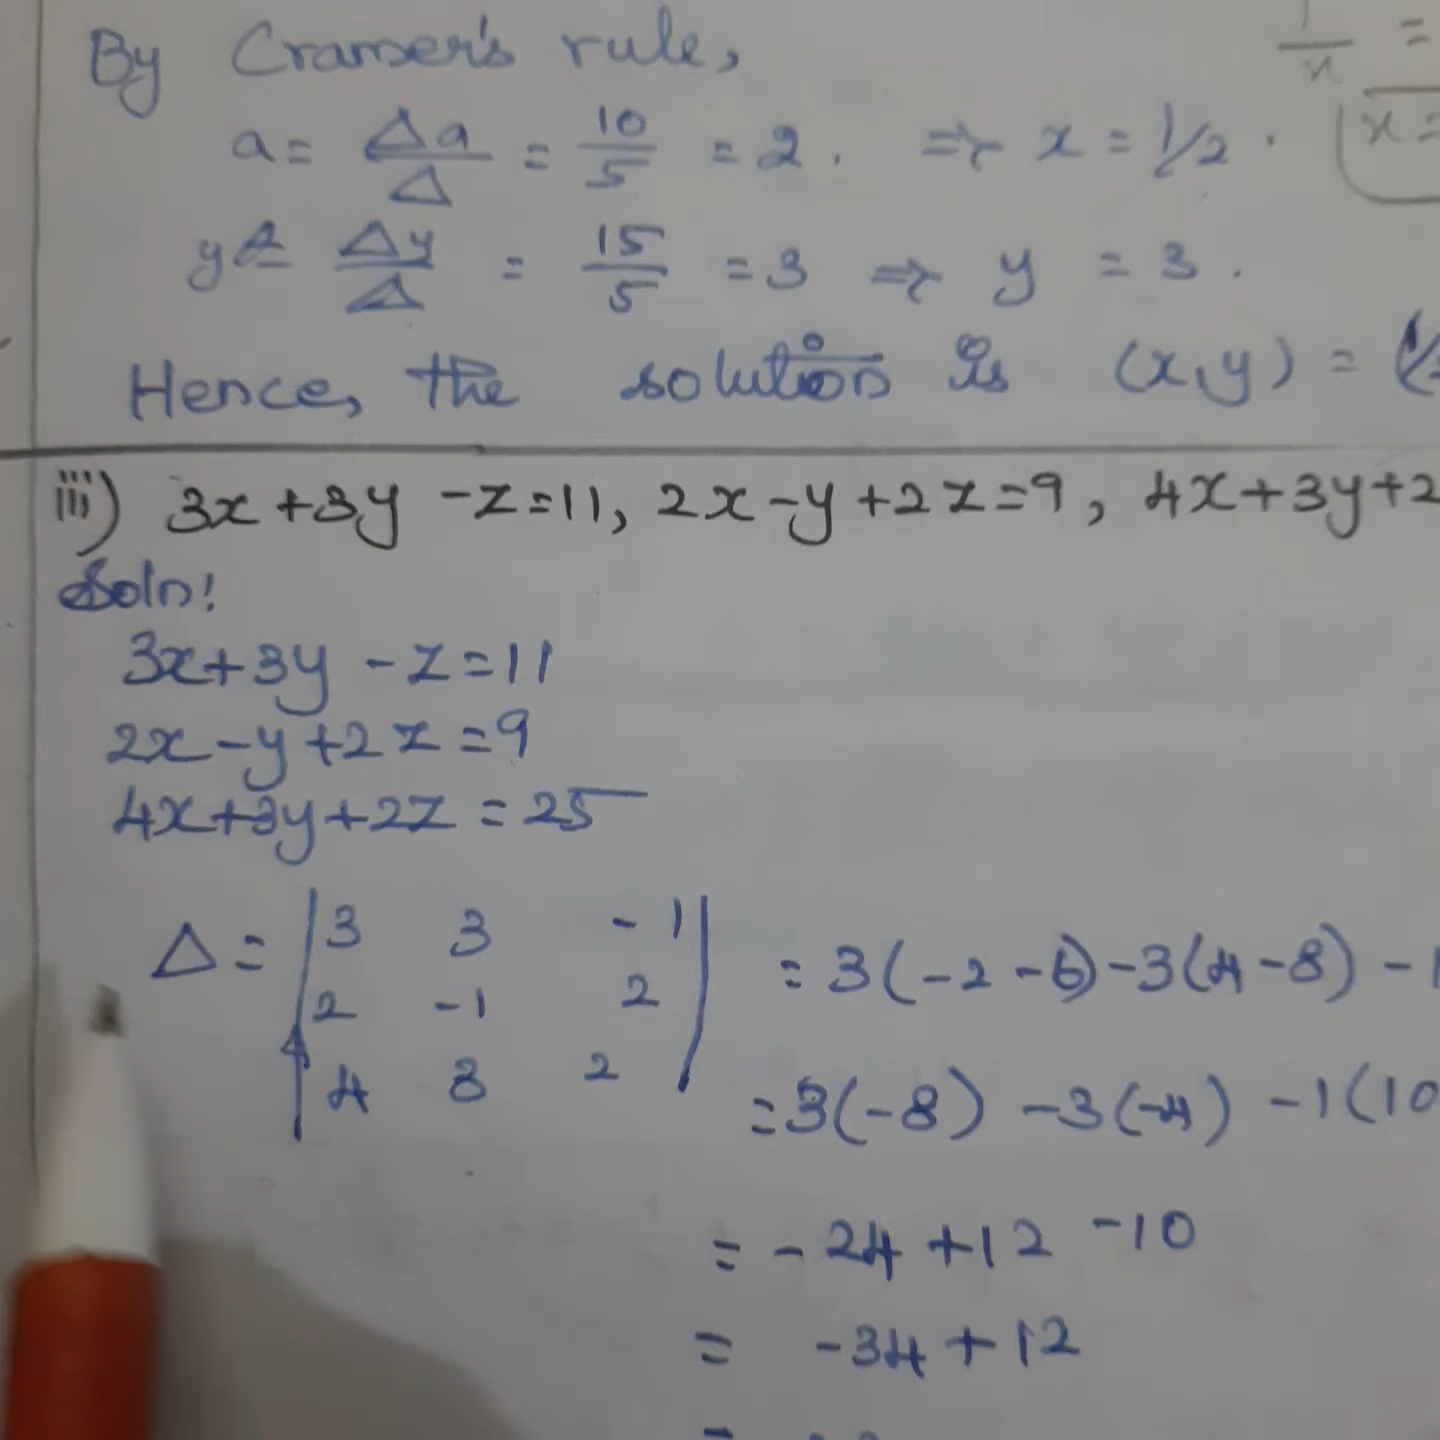 By Cramer's rule,
a = Δa/Δ = 10/5 = 2. ⇒ x = 1/2.
y = Δy/Δ = 15/5 = 3 ⇒ y = 3.
Hence, the solution is (x, y) = (1/
iii) 3x+3y-z=11, 2x-y+2z=9, 4x+3y+2
Soln:
3x+3y-z=11
2x-y+2z=9
4x+3y+2z=25
Δ = | 3 3 -1 | = 3(-2-6)-3(4-8)-1
| 2 -1 2 |
| 4 3 2 |
= 3(-8) -3(-4) -1(10
= -24+12-10
= -34+12
=